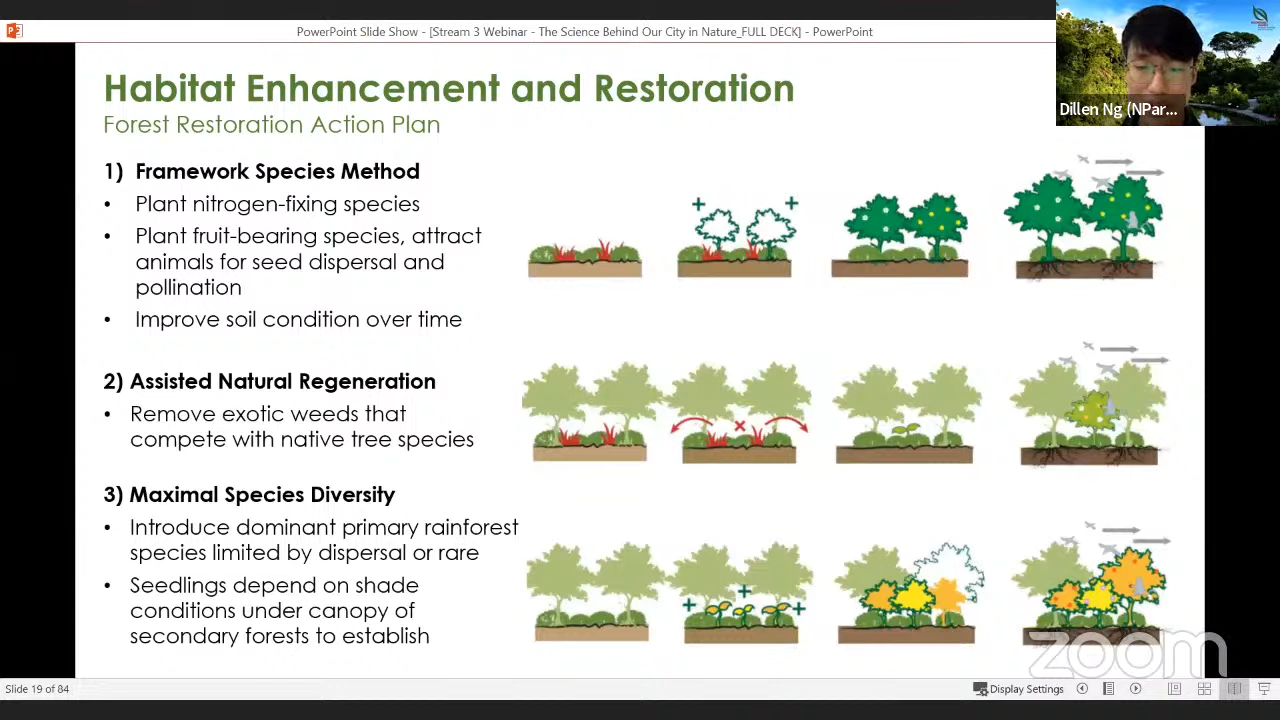 PowerPoint Slide Show - [Stream 3 Webinar - The Science Behind Our City in Nature_FULL DECK] - PowerPoint
Dillen Ng (NPar...
Habitat Enhancement and Restoration
Forest Restoration Action Plan
1) Framework Species Method
• Plant nitrogen-fixing species
• Plant fruit-bearing species, attract
animals for seed dispersal and
pollination
• Improve soil condition over time
2) Assisted Natural Regeneration
• Remove exotic weeds that
compete with native tree species
3) Maximal Species Diversity
• Introduce dominant primary rainforest
species limited by dispersal or rare
• Seedlings depend on shade
conditions under canopy of
secondary forests to establish
zoom
Slide 19 of 84
Display Settings